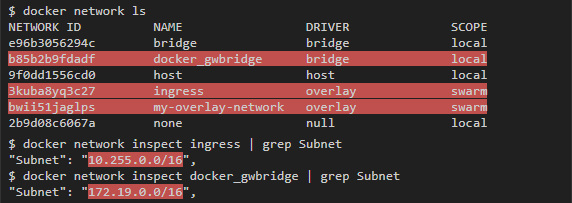 $ docker network ls
NETWORK ID NAME DRIVER SCOPE
e96b3056294c bridge bridge local
b85b2b9fdadf docker_gwbridge bridge local
9f0dd1556cd0 host host local
3kuba8yq3c27 ingress overlay swarm
bwii51jaglps my-overlay-network overlay swarm
2b9d08c6067a none null local
$ docker network inspect ingress | grep Subnet
"Subnet": "10.255.0.0/16",
$ docker network inspect docker_gwbridge | grep Subnet
"Subnet": "172.19.0.0/16",